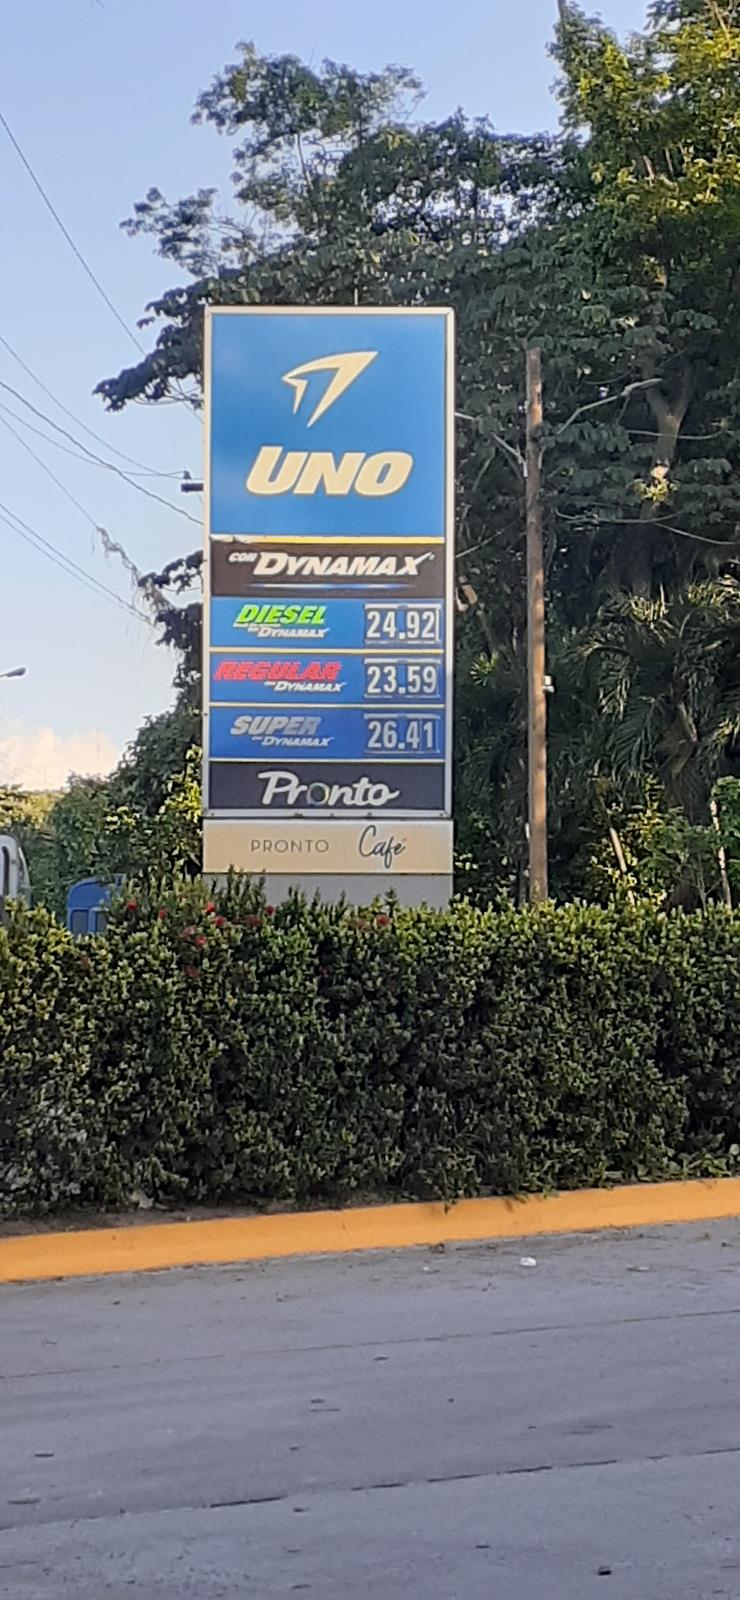 UNO
CON DYNAMAX
DIESEL 24.92
CON DYNAMAX
REGULAR 23.59
CON DYNAMAX
SUPER 26.41
CON DYNAMAX
Pronto
PRONTO Café